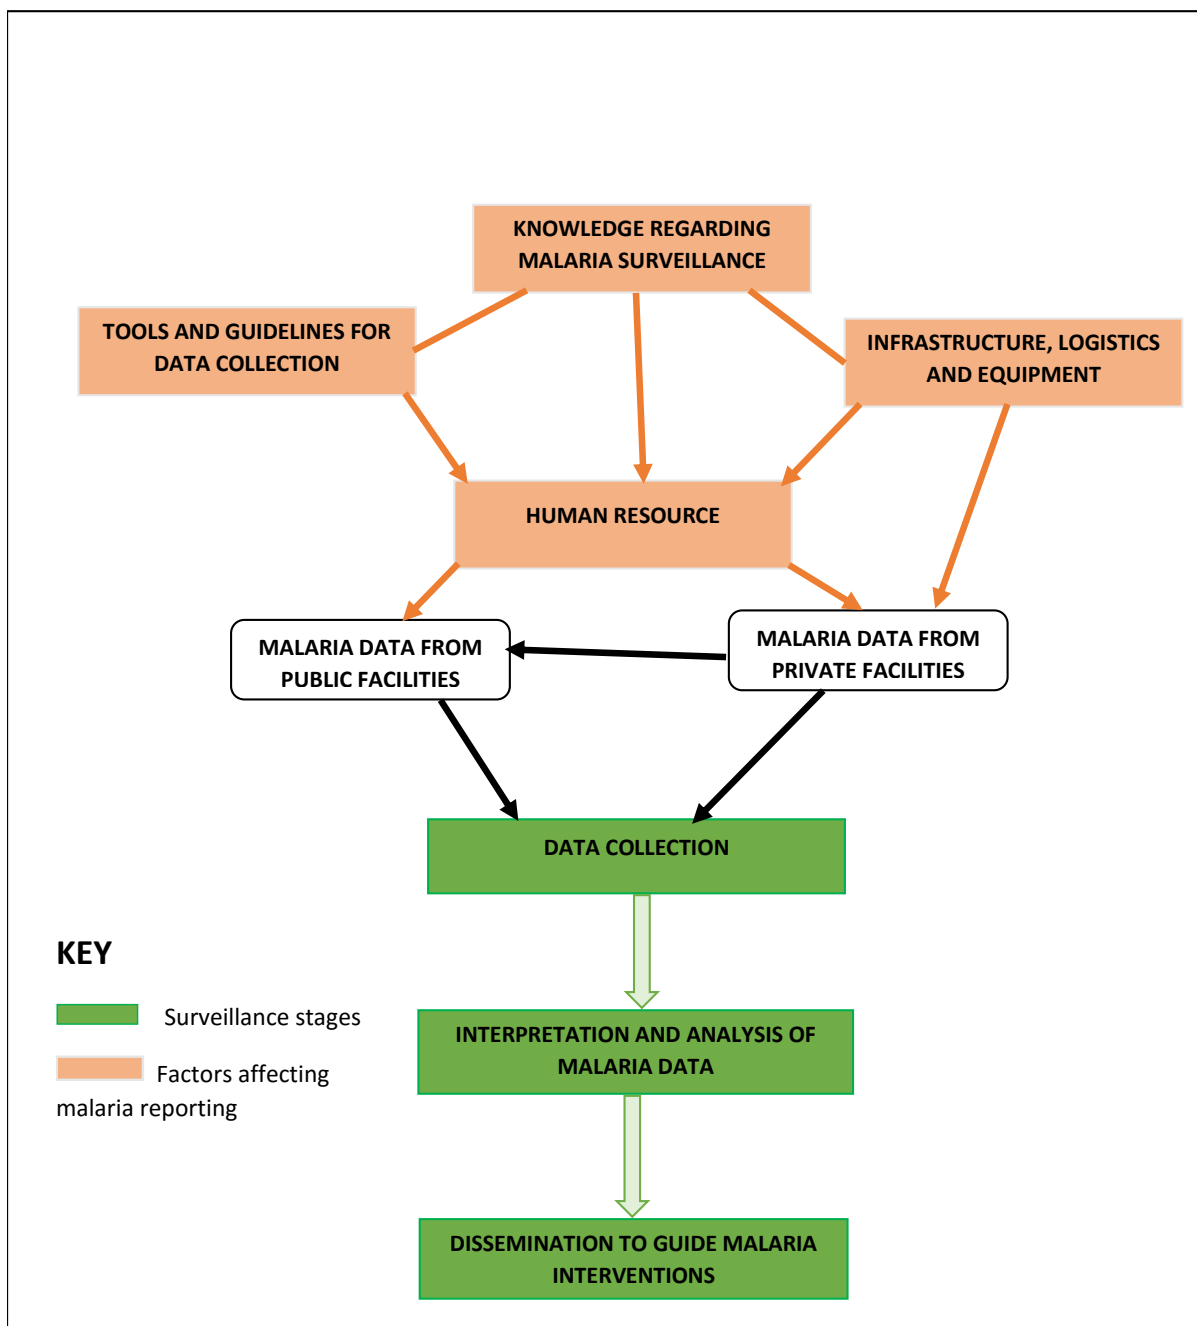 KNOWLEDGE REGARDING
MALARIA SURVEILLANCE
TOOLS AND GUIDELINES FOR
DATA COLLECTION
INFRASTRUCTURE, LOGISTICS
AND EQUIPMENT
HUMAN RESOURCE
MALARIA DATA FROM
PUBLIC FACILITIES
MALARIA DATA FROM
PRIVATE FACILITIES
DATA COLLECTION
KEY
Surveillance stages
Factors affecting
malaria reporting
INTERPRETATION AND ANALYSIS OF
MALARIA DATA
DISSEMINATION TO GUIDE MALARIA
INTERVENTIONS